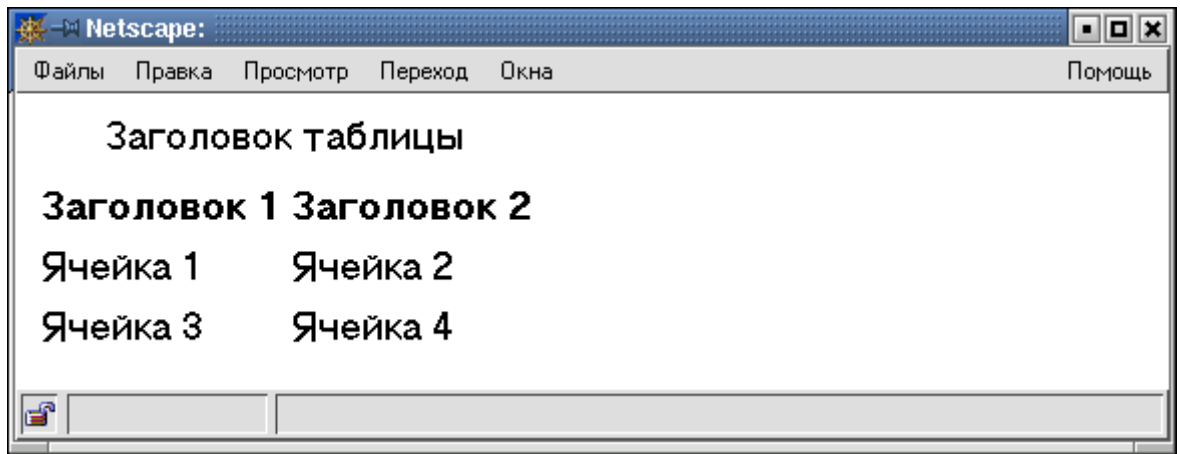 Netscape:
Файлы Правка Просмотр Переход Окна Помощь
Заголовок таблицы
Заголовок 1 Заголовок 2
Ячейка 1 Ячейка 2
Ячейка 3 Ячейка 4